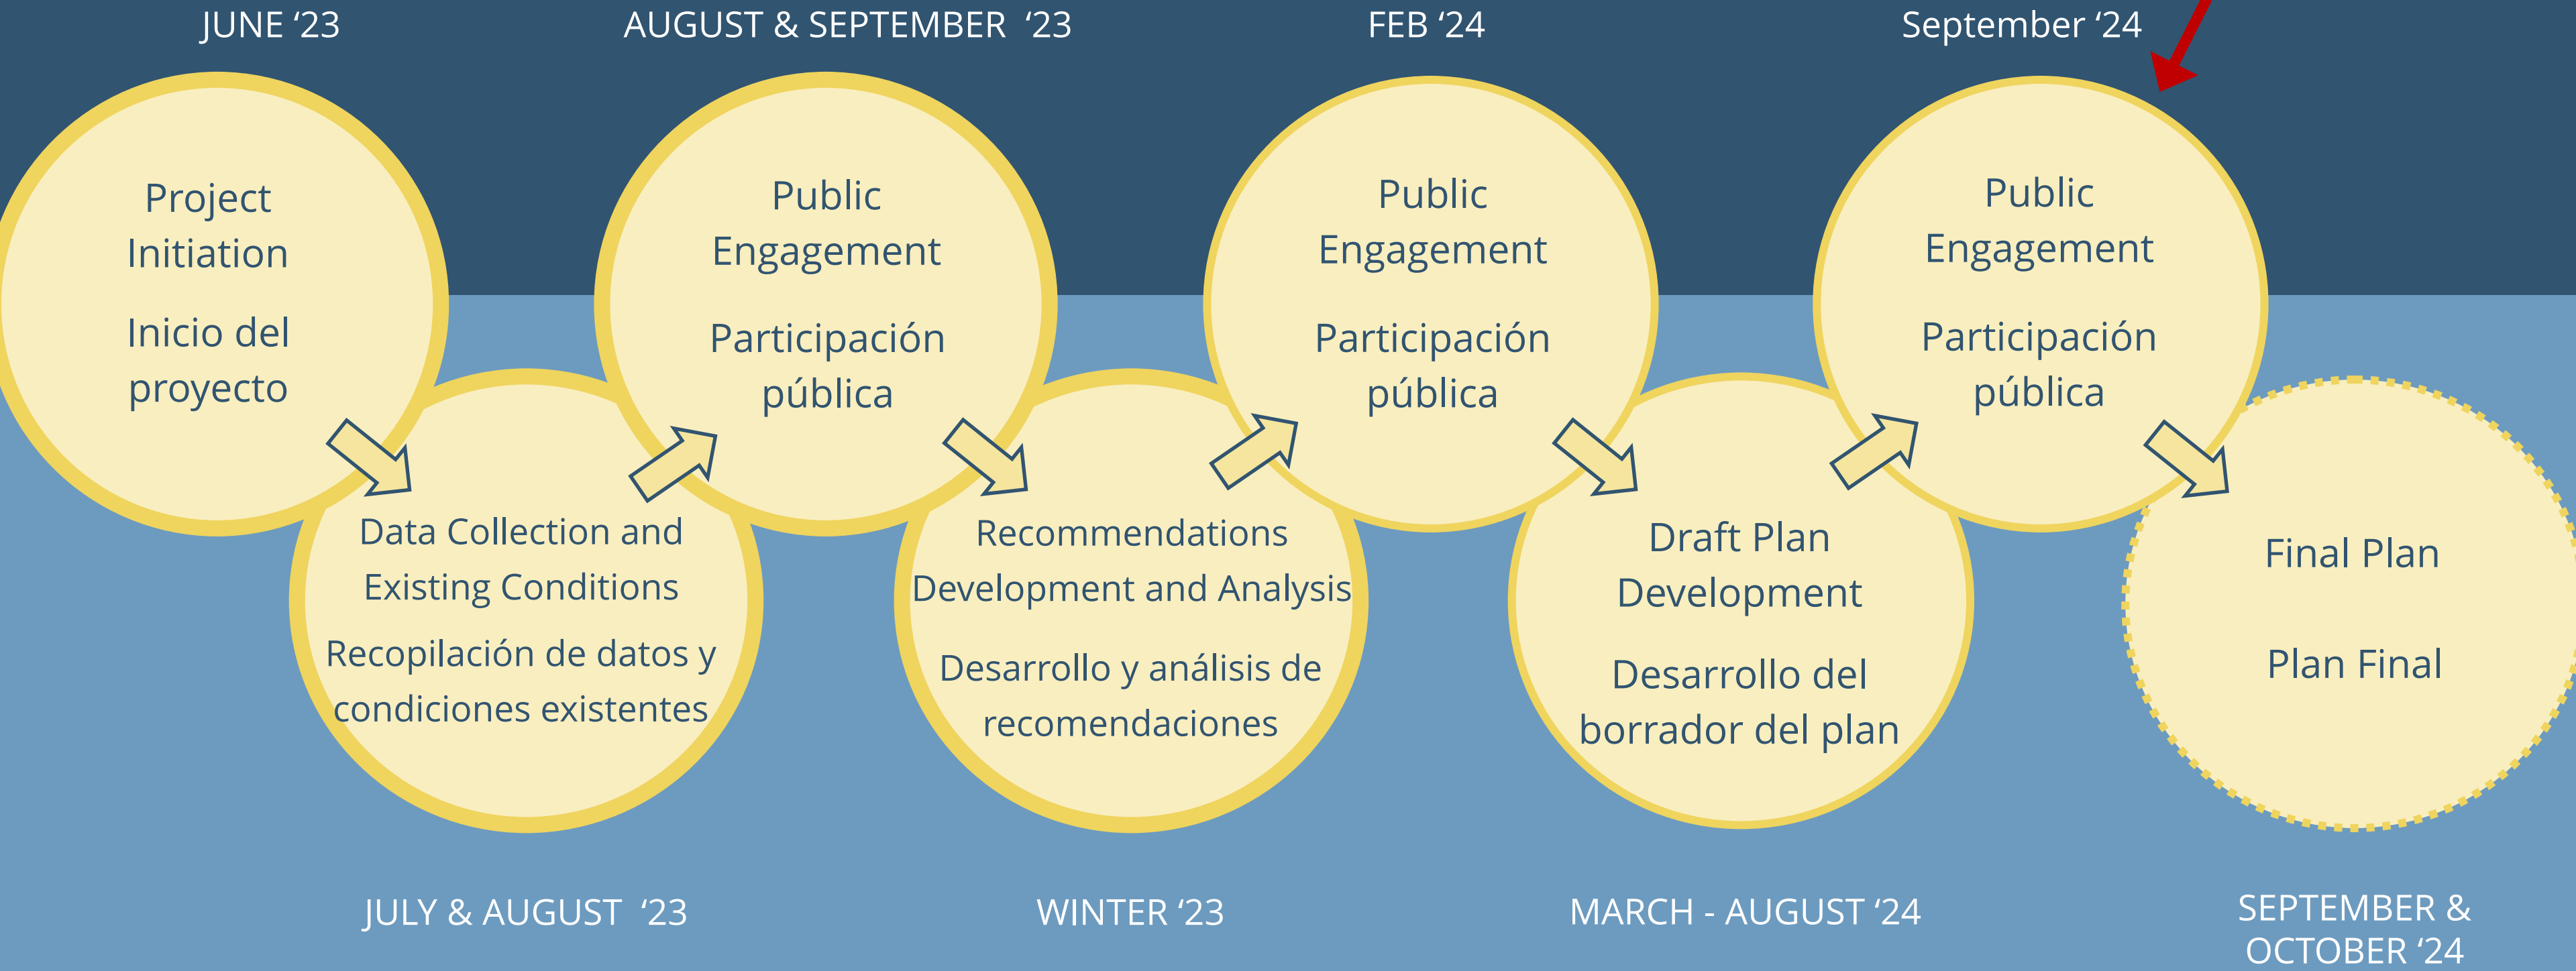 JUNE ‘23
Project
Initiation
Inicio del
proyecto
Data Collection and
Existing Conditions
Recopilación de datos y
condiciones existentes
JULY & AUGUST ‘23
AUGUST & SEPTEMBER ‘23
Public
Engagement
Participación
pública
Recommendations
Development and Analysis
Desarrollo y análisis de
recomendaciones
WINTER ‘23
FEB ‘24
Public
Engagement
Participación
pública
Draft Plan
Development
Desarrollo del
borrador del plan
MARCH - AUGUST ‘24
September ‘24
Public
Engagement
Participación
pública
Final Plan
Plan Final
SEPTEMBER &
OCTOBER ‘24